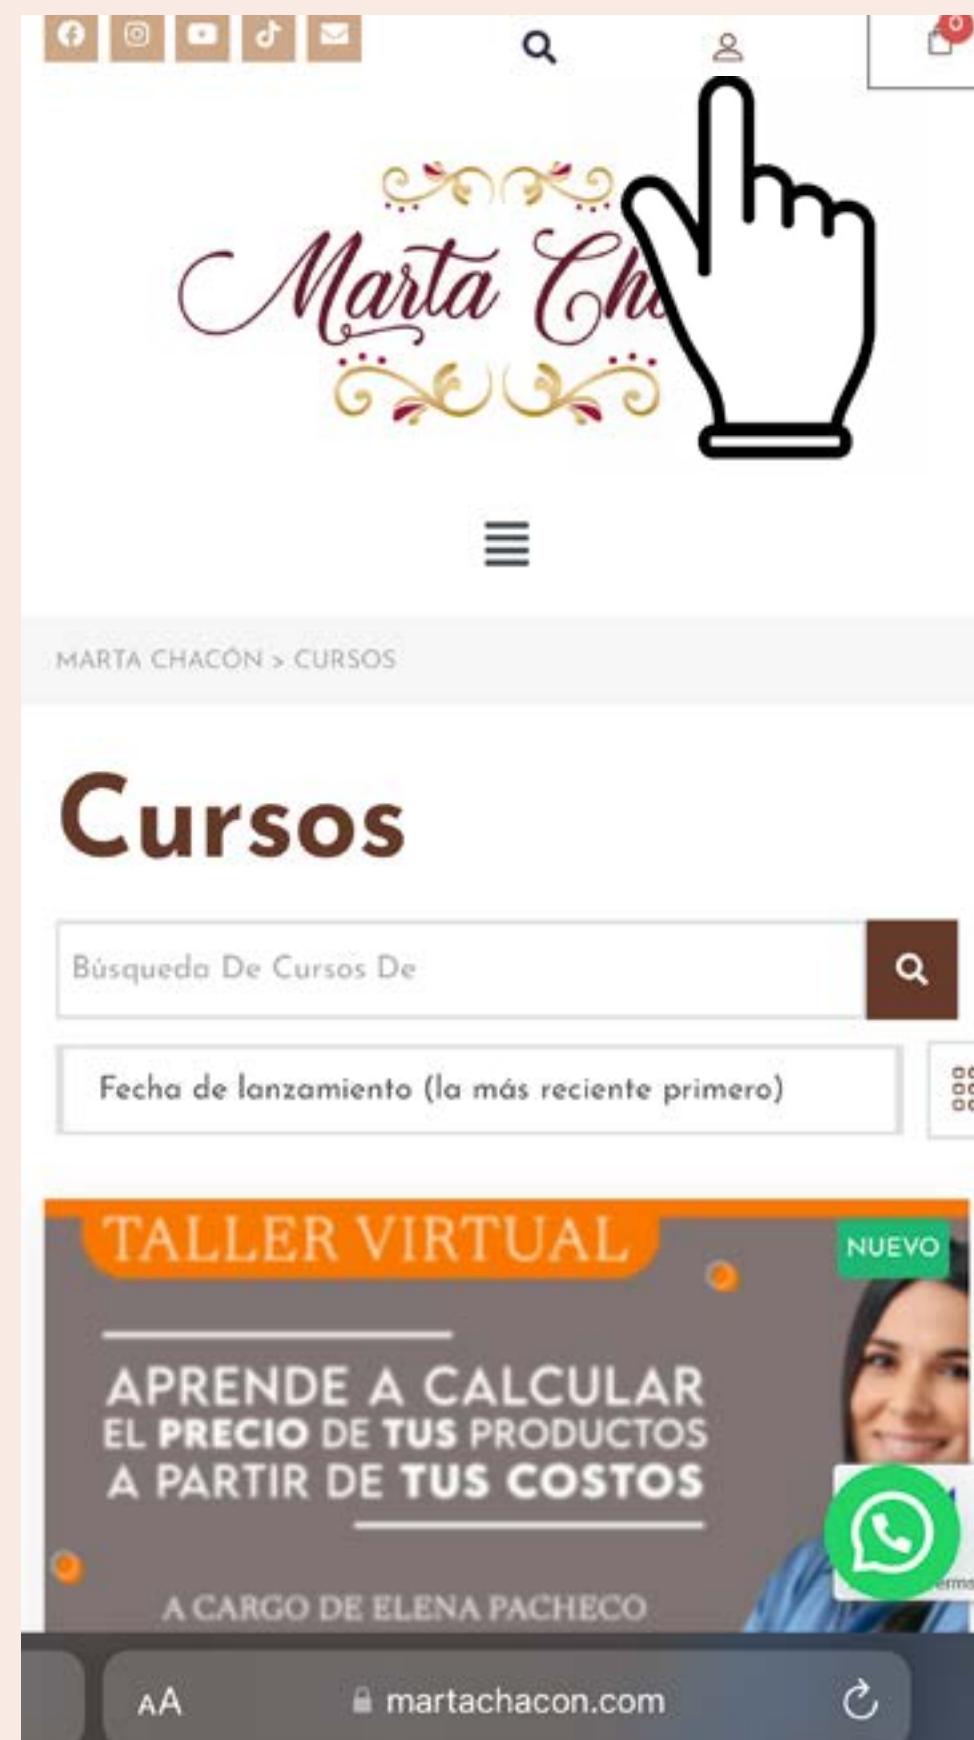 0
Marta Ch
MARTA CHACÓN > CURSOS
Cursos
Búsqueda De Cursos De
Fecha de lanzamiento (la más reciente primero)
TALLER VIRTUAL
NUEVO
APRENDE A CALCULAR
EL PRECIO DE TUS PRODUCTOS
A PARTIR DE TUS COSTOS
A CARGO DE ELENA PACHECO
AA martachacon.com